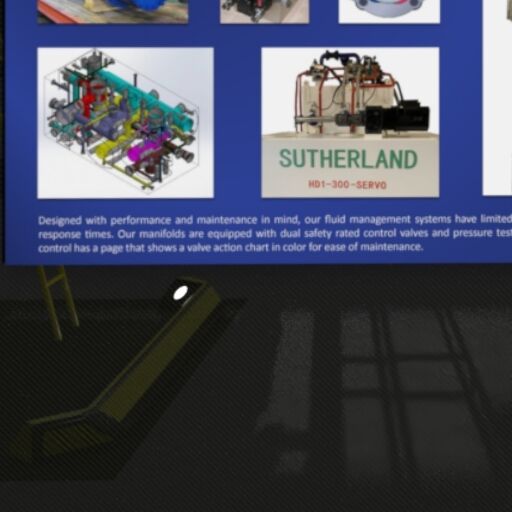 SUTHERLAND
HD1-300-SERVO
Designed with performance and maintenance in mind, our fluid management systems have limited
response times. Our manifolds are equipped with dual safety rated control valves and pressure test
control has a page that shows a valve action chart in color for ease of maintenance.